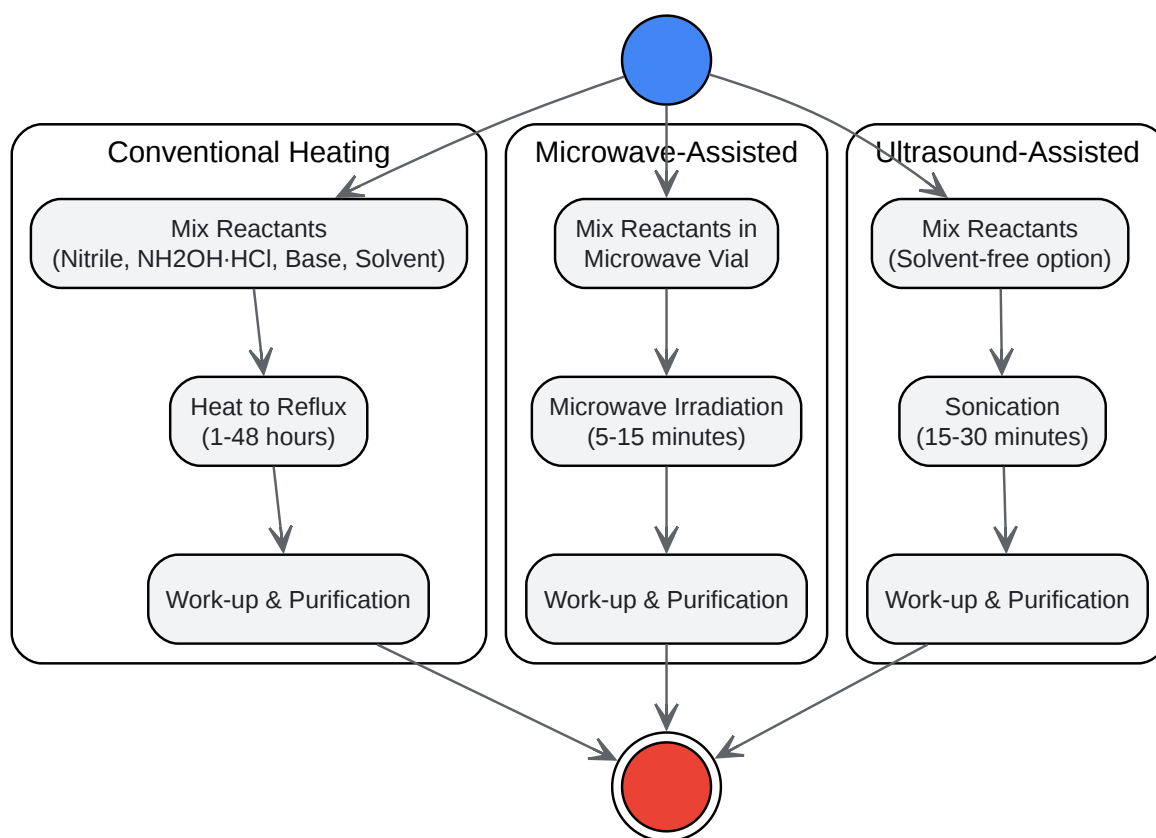 Conventional Heating
Mix Reactants
(Nitrile, NH2OH·HCl, Base, Solvent)
Heat to Reflux
(1-48 hours)
Work-up & Purification
Microwave-Assisted
Mix Reactants in
Microwave Vial
Microwave Irradiation
(5-15 minutes)
Work-up & Purification
Ultrasound-Assisted
Mix Reactants
(Solvent-free option)
Sonication
(15-30 minutes)
Work-up & Purification